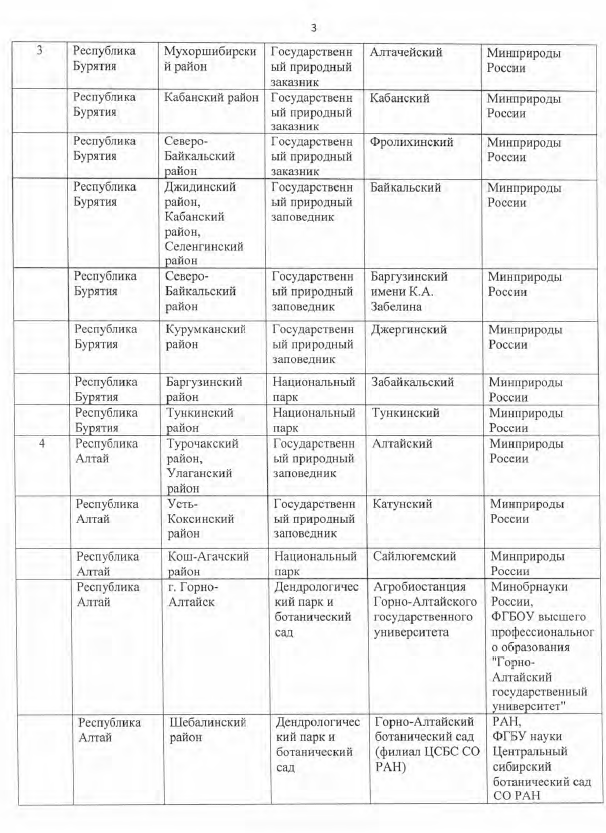 3
3 Республика Мухоршибирски Государственн Алтачейский Минприроды
Бурятия й район ый природный России
заказник
Республика Кабанский район Государственн Кабанский Минприроды
Бурятия ый природный России
заказник
Республика Северо- Государственн Фролихинский Минприроды
Бурятия Байкальский ый природный России
район заказник
Республика Джидинский Государственн Байкальский Минприроды
Бурятия район, ый природный России
Кабанский заповедник
район,
Селенгинский
район
Республика Северо- Государственн Баргузинский Минприроды
Бурятия Байкальский ый природный имени К.А. России
район заповедник Забелина
Республика Курумканский Государственн Джергинский Минприроды
Бурятия район ый природный России
заповедник
Республика Баргузинский Национальный Забайкальский Минприроды
Бурятия район парк России
Республика Тункинский Национальный Тункинский Минприроды
Бурятия район парк России
4 Республика Турочакский Государственн Алтайский Минприроды
Алтай район, ый природный России
Улаганский заповедник
район
Республика Усть- Государственн Катунский Минприроды
Алтай Коксинский ый природный России
район заповедник
Республика Кош-Агачский Национальный Сайлюгемский Минприроды
Алтай район парк России
Республика г. Горно- Дендрологичес Агробиостанция Минобрнауки
Алтай Алтайск кий парк и Горно-Алтайского России,
ботанический государственного ФГБОУ высшего
сад университета профессиональног
о образования
"Горно-
Алтайский
государственный
университет"
Республика Шебалинский Дендрологичес Горно-Алтайский РАН,
Алтай район кий парк и ботанический сад ФГБУ науки
ботанический (филиал ЦСБС СО Центральный
сад РАН) сибирский
ботанический сад
СО РАН